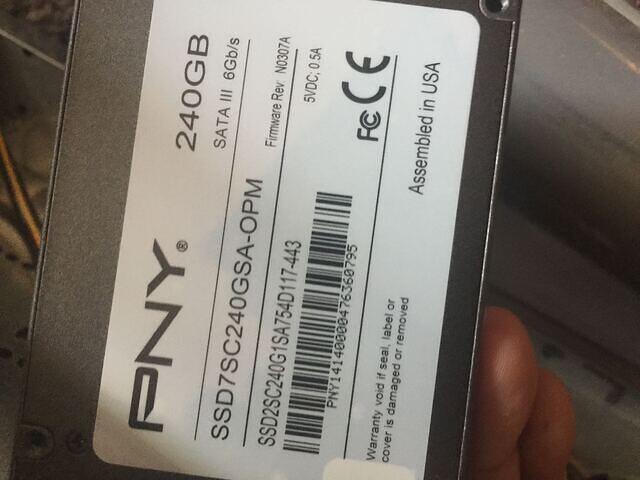 PNY®
240GB
SSD7SC240GSA-OPM
SATA III 6Gb/s
SSD2SC240G1SA754D117-443
Firmware Rev: N0307A
PNY14140000476360795
5VDC; 0.5A
FC CE
Warranty void if seal, label or
cover is damaged or removed
Assembled in USA